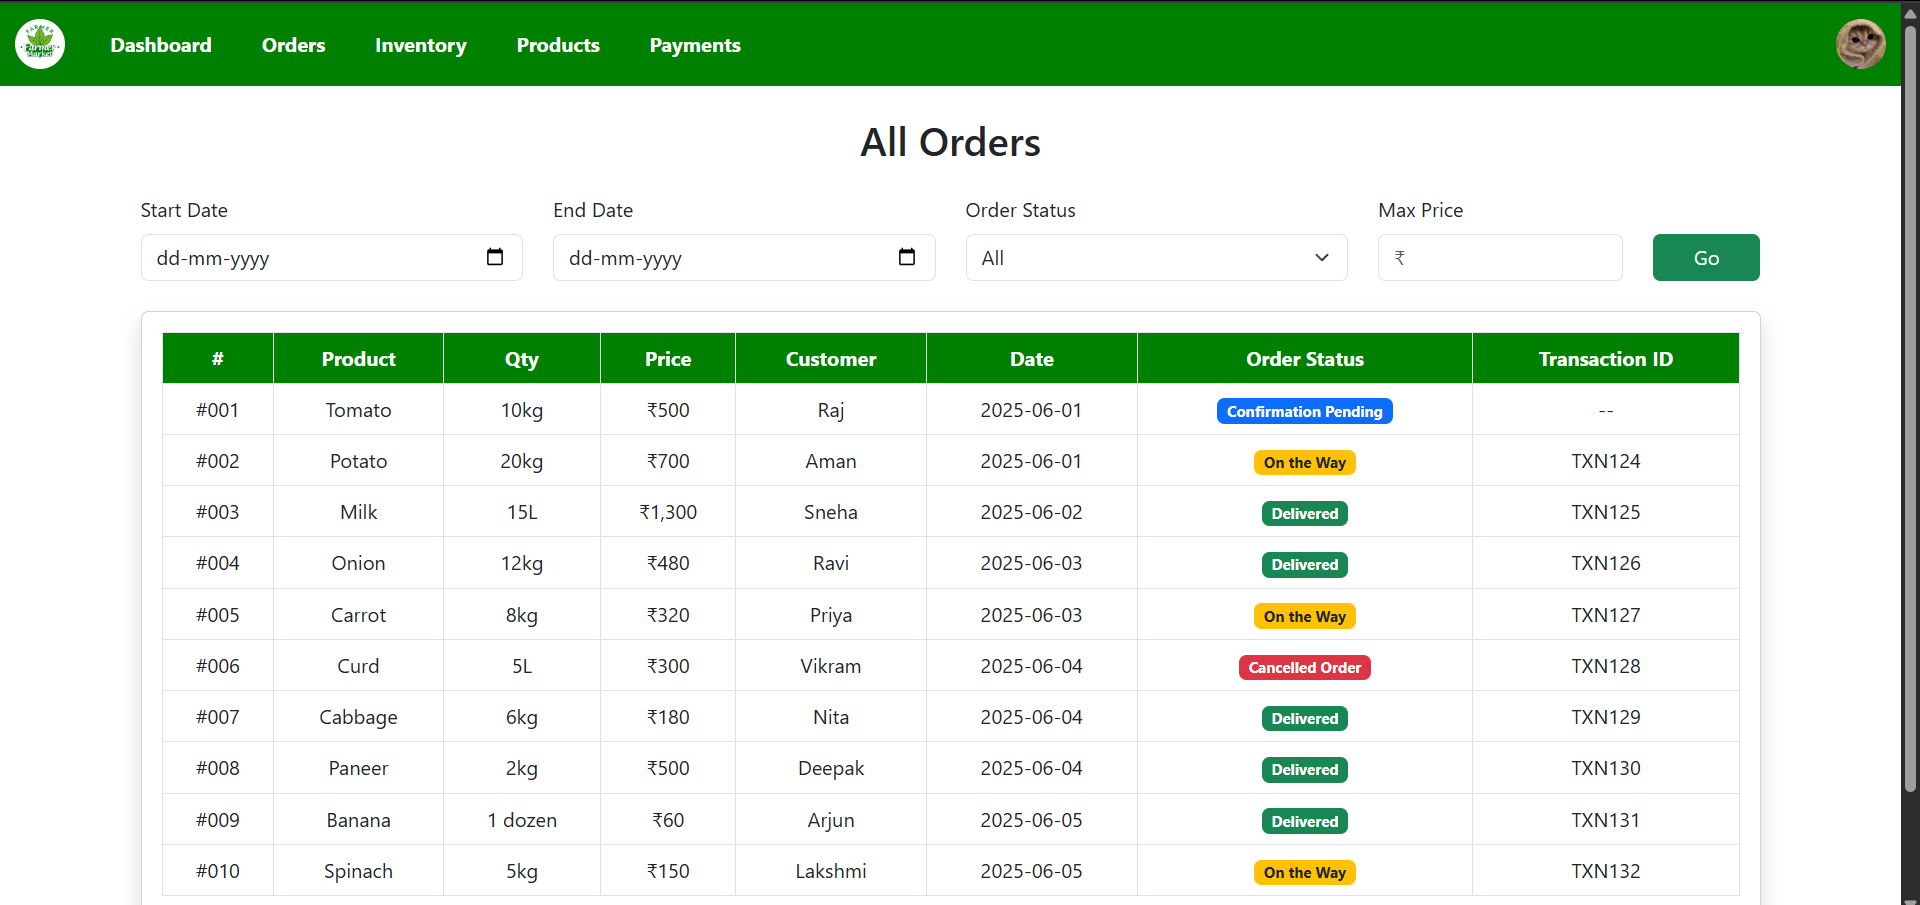 FARMER
Farmer
Market
Dashboard Orders Inventory Products Payments
All Orders
Start Date End Date Order Status Max Price
dd-mm-yyyy dd-mm-yyyy All ₹ Go
# Product Qty Price Customer Date Order Status Transaction ID
#001 Tomato 10kg ₹500 Raj 2025-06-01 Confirmation Pending --
#002 Potato 20kg ₹700 Aman 2025-06-01 On the Way TXN124
#003 Milk 15L ₹1,300 Sneha 2025-06-02 Delivered TXN125
#004 Onion 12kg ₹480 Ravi 2025-06-03 Delivered TXN126
#005 Carrot 8kg ₹320 Priya 2025-06-03 On the Way TXN127
#006 Curd 5L ₹300 Vikram 2025-06-04 Cancelled Order TXN128
#007 Cabbage 6kg ₹180 Nita 2025-06-04 Delivered TXN129
#008 Paneer 2kg ₹500 Deepak 2025-06-04 Delivered TXN130
#009 Banana 1 dozen ₹60 Arjun 2025-06-05 Delivered TXN131
#010 Spinach 5kg ₹150 Lakshmi 2025-06-05 On the Way TXN132